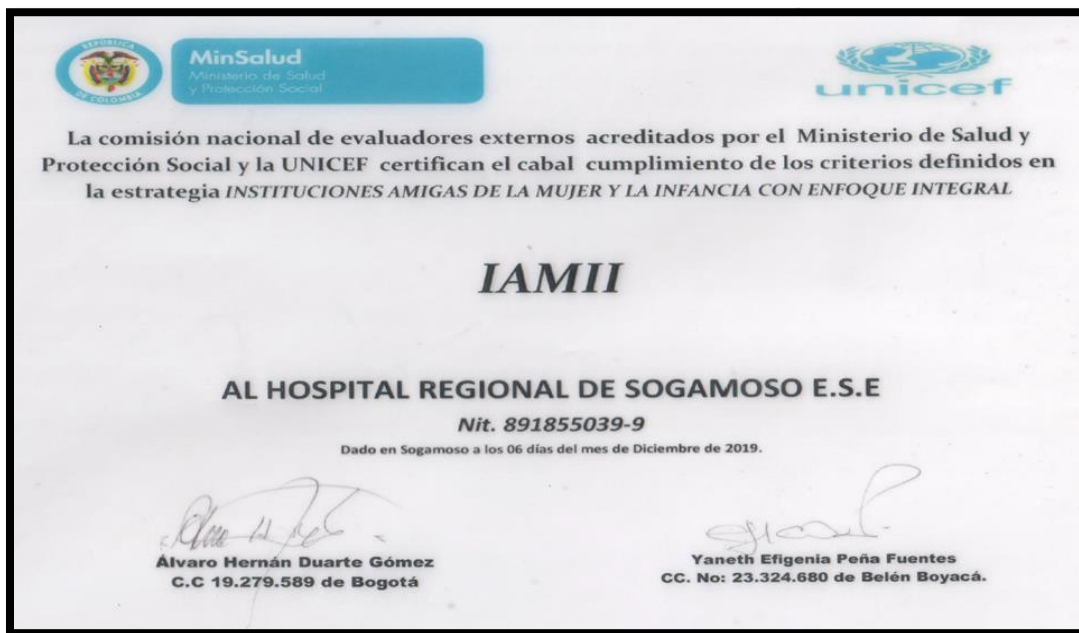 REPÚBLICA
DE COLOMBIA
MinSalud
Ministerio de Salud
y Protección Social
unicef
La comisión nacional de evaluadores externos acreditados por el Ministerio de Salud y
Protección Social y la UNICEF certifican el cabal cumplimiento de los criterios definidos en
la estrategia INSTITUCIONES AMIGAS DE LA MUJER Y LA INFANCIA CON ENFOQUE INTEGRAL
IAMII
AL HOSPITAL REGIONAL DE SOGAMOSO E.S.E
Nit. 891855039-9
Dado en Sogamoso a los 06 días del mes de Diciembre de 2019.
Álvaro Hernán Duarte Gómez
C.C 19.279.589 de Bogotá
Yaneth Efigenia Peña Fuentes
CC. No: 23.324.680 de Belén Boyacá.